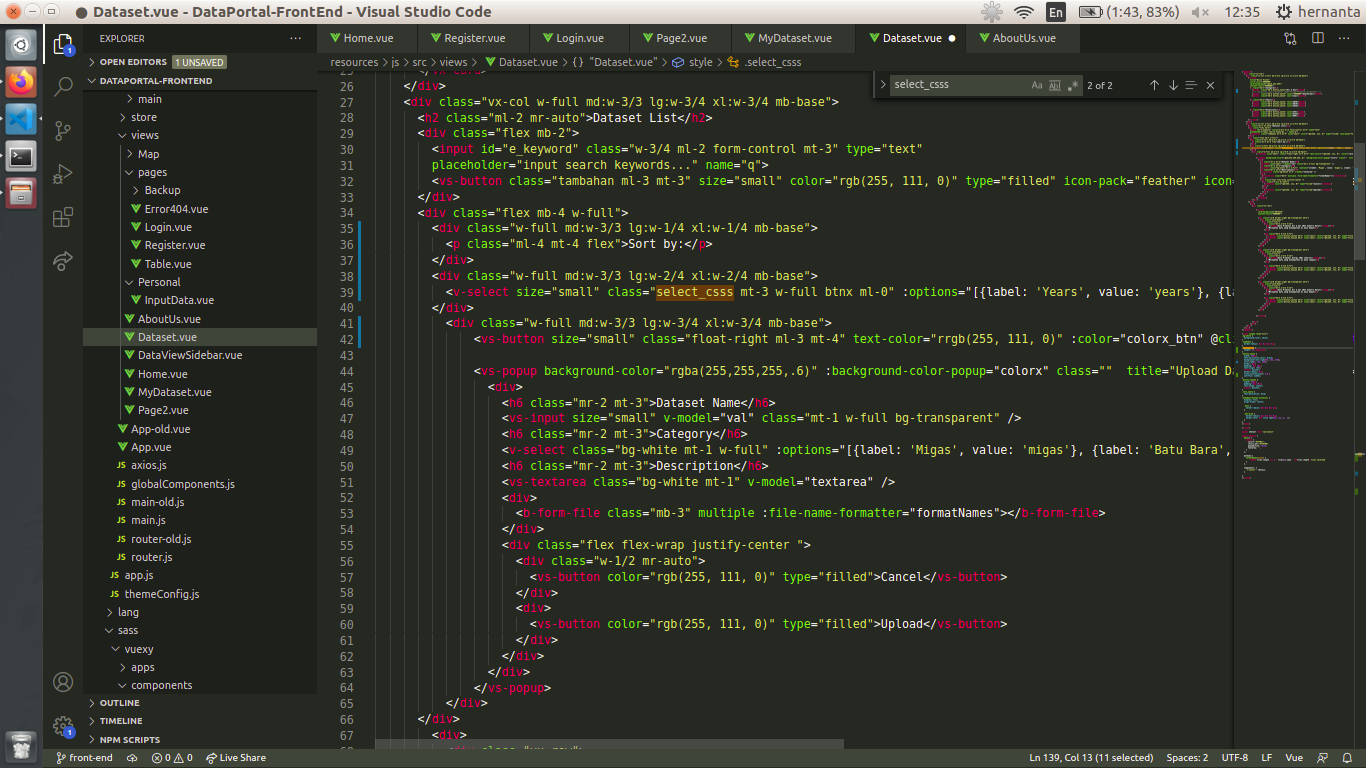 Dataset.vue - DataPortal-FrontEnd - Visual Studio Code
En
(1:43, 83%)
12:35
hernanta
EXPLORER
Home.vue
Register.vue
Login.vue
Page2.vue
MyDataset.vue
Dataset.vue
AboutUs.vue
OPEN EDITORS 1 UNSAVED
resources > js > src > views > Dataset.vue > {} "Dataset.vue" > style > .select_csss
DATAPORTAL-FRONTEND
select_csss
2 of 2
main
store
views
Map
pages
Backup
Error404.vue
Login.vue
Register.vue
Table.vue
Personal
InputData.vue
AboutUs.vue
Dataset.vue
DataViewSidebar.vue
Home.vue
MyDataset.vue
Page2.vue
App-old.vue
App.vue
axios.js
globalComponents.js
main-old.js
main.js
router-old.js
router.js
app.js
themeConfig.js
lang
sass
vuexy
apps
components
OUTLINE
TIMELINE
NPM SCRIPTS
26 </div>
27 <div class="vx-col w-full md:w-3/3 lg:w-3/4 xl:w-3/4 mb-base">
28 <h2 class="ml-2 mr-auto">Dataset List</h2>
29 <div class="flex mb-2">
30 <input id="e_keyword" class="w-3/4 ml-2 form-control mt-3" type="text"
31 placeholder="input search keywords..." name="q">
32 <vs-button class="tambahan ml-3 mt-3" size="small" color="rgb(255, 111, 0)" type="filled" icon-pack="feather" icon
33 </div>
34 <div class="flex mb-4 w-full">
35 <div class="w-full md:w-3/3 lg:w-1/4 xl:w-1/4 mb-base">
36 <p class="ml-4 mt-4 flex">Sort by:</p>
37 </div>
38 <div class="w-full md:w-3/3 lg:w-2/4 xl:w-2/4 mb-base">
39 <v-select size="small" class="select_csss mt-3 w-full btnx ml-0" :options="[{label: 'Years', value: 'years'}, {la
40 </div>
41 <div class="w-full md:w-3/3 lg:w-3/4 xl:w-3/4 mb-base">
42 <vs-button size="small" class="float-right ml-3 mt-4" text-color="rrgb(255, 111, 0)" :color="colorx_btn" @cl
43
44 <vs-popup background-color="rgba(255,255,255,.6)" :background-color-popup="colorx" class="" title="Upload Da
45 <div>
46 <h6 class="mr-2 mt-3">Dataset Name</h6>
47 <vs-input size="small" v-model="val" class="mt-1 w-full bg-transparent" />
48 <h6 class="mr-2 mt-3">Category</h6>
49 <v-select class="bg-white mt-1 w-full" :options="[{label: 'Migas', value: 'migas'}, {label: 'Batu Bara',
50 <h6 class="mr-2 mt-3">Description</h6>
51 <vs-textarea class="bg-white mt-1" v-model="textarea" />
52 <div>
53 <b-form-file class="mb-3" multiple :file-name-formatter="formatNames"></b-form-file>
54 </div>
55 <div class="flex flex-wrap justify-center ">
56 <div class="w-1/2 mr-auto">
57 <vs-button color="rgb(255, 111, 0)" type="filled">Cancel</vs-button>
58 </div>
59 <div>
60 <vs-button color="rgb(255, 111, 0)" type="filled">Upload</vs-button>
61 </div>
62 </div>
63 </div>
64 </vs-popup>
65 </div>
66 </div>
67 <div>
front-end
0 0
Live Share
Ln 139, Col 13 (11 selected)
Spaces: 2
UTF-8
LF
Vue